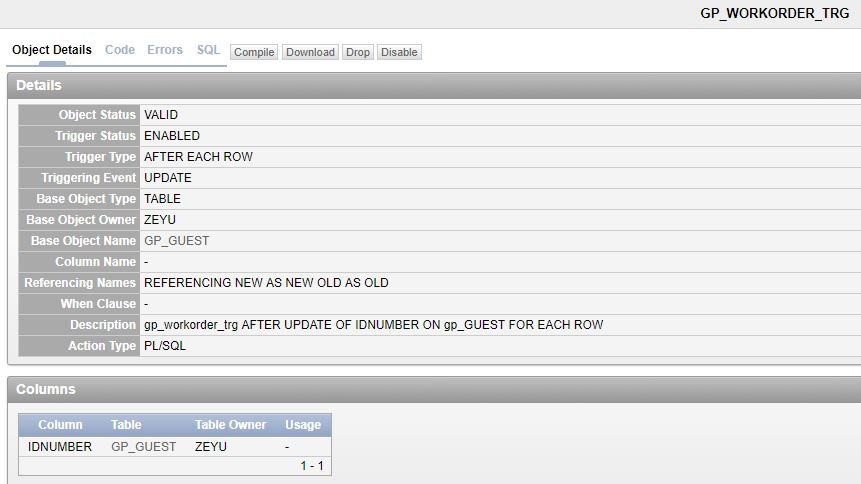 GP_WORKORDER_TRG
Object Details Code Errors SQL Compile Download Drop Disable
Details
Object Status VALID
Trigger Status ENABLED
Trigger Type AFTER EACH ROW
Triggering Event UPDATE
Base Object Type TABLE
Base Object Owner ZEYU
Base Object Name GP_GUEST
Column Name -
Referencing Names REFERENCING NEW AS NEW OLD AS OLD
When Clause -
Description gp_workorder_trg AFTER UPDATE OF IDNUMBER ON gp_GUEST FOR EACH ROW
Action Type PL/SQL
Columns
Column Table Table Owner Usage
IDNUMBER GP_GUEST ZEYU -
1 - 1